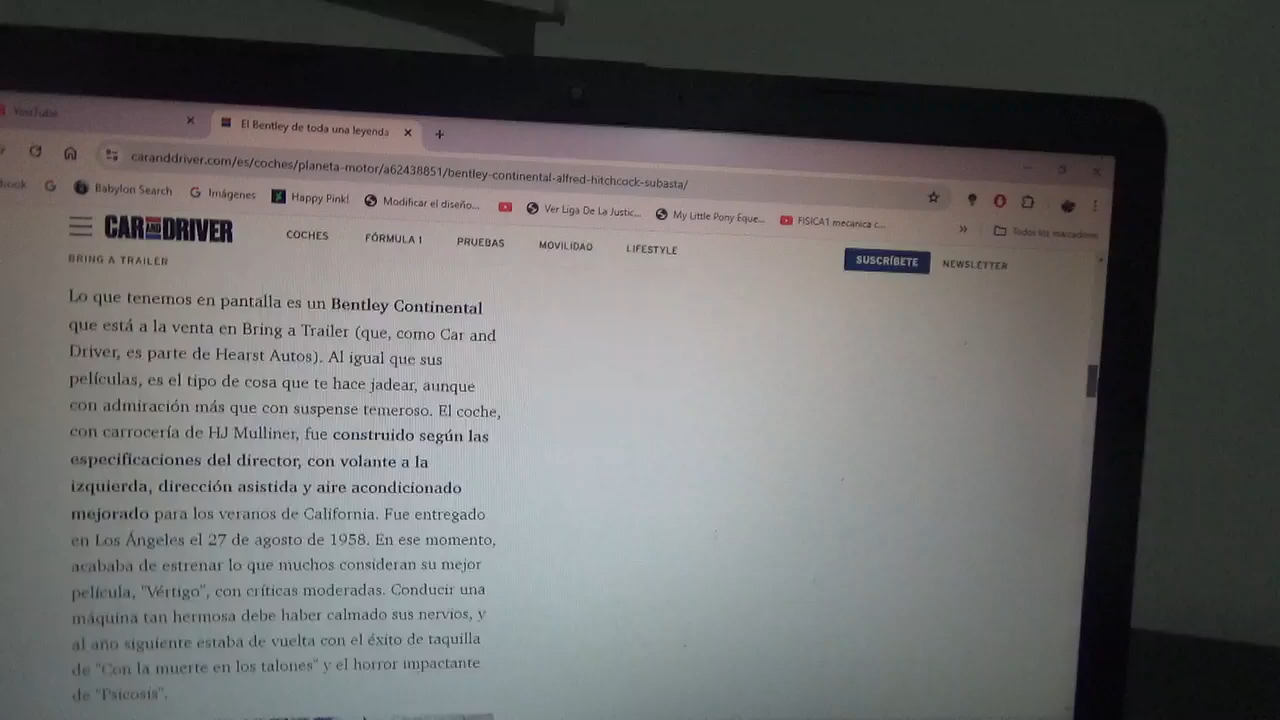 YouTube
El Bentley de toda una leyenda
caranddriver.com/es/coches/planeta-motor/a62438851/bentley-continental-alfred-hitchcock-subasta/
Babylon Search
Imágenes
Happy Pink!
Modificar el diseño...
Ver Liga De La Justic...
My Little Pony Eque...
FISICA1 mecanica c...
Todos los marcadores
CAR AND DRIVER
COCHES
FÓRMULA 1
PRUEBAS
MOVILIDAD
LIFESTYLE
SUSCRÍBETE
NEWSLETTER
BRING A TRAILER
Lo que tenemos en pantalla es un Bentley Continental
que está a la venta en Bring a Trailer (que, como Car and
Driver, es parte de Hearst Autos). Al igual que sus
películas, es el tipo de cosa que te hace jadear, aunque
con admiración más que con suspense temeroso. El coche,
con carrocería de HJ Mulliner, fue construido según las
especificaciones del director, con volante a la
izquierda, dirección asistida y aire acondicionado
mejorado para los veranos de California. Fue entregado
en Los Ángeles el 27 de agosto de 1958. En ese momento,
acababa de estrenar lo que muchos consideran su mejor
película, "Vértigo", con críticas moderadas. Conducir una
máquina tan hermosa debe haber calmado sus nervios, y
al año siguiente estaba de vuelta con el éxito de taquilla
de "Con la muerte en los talones" y el horror impactante
de "Psicosis".